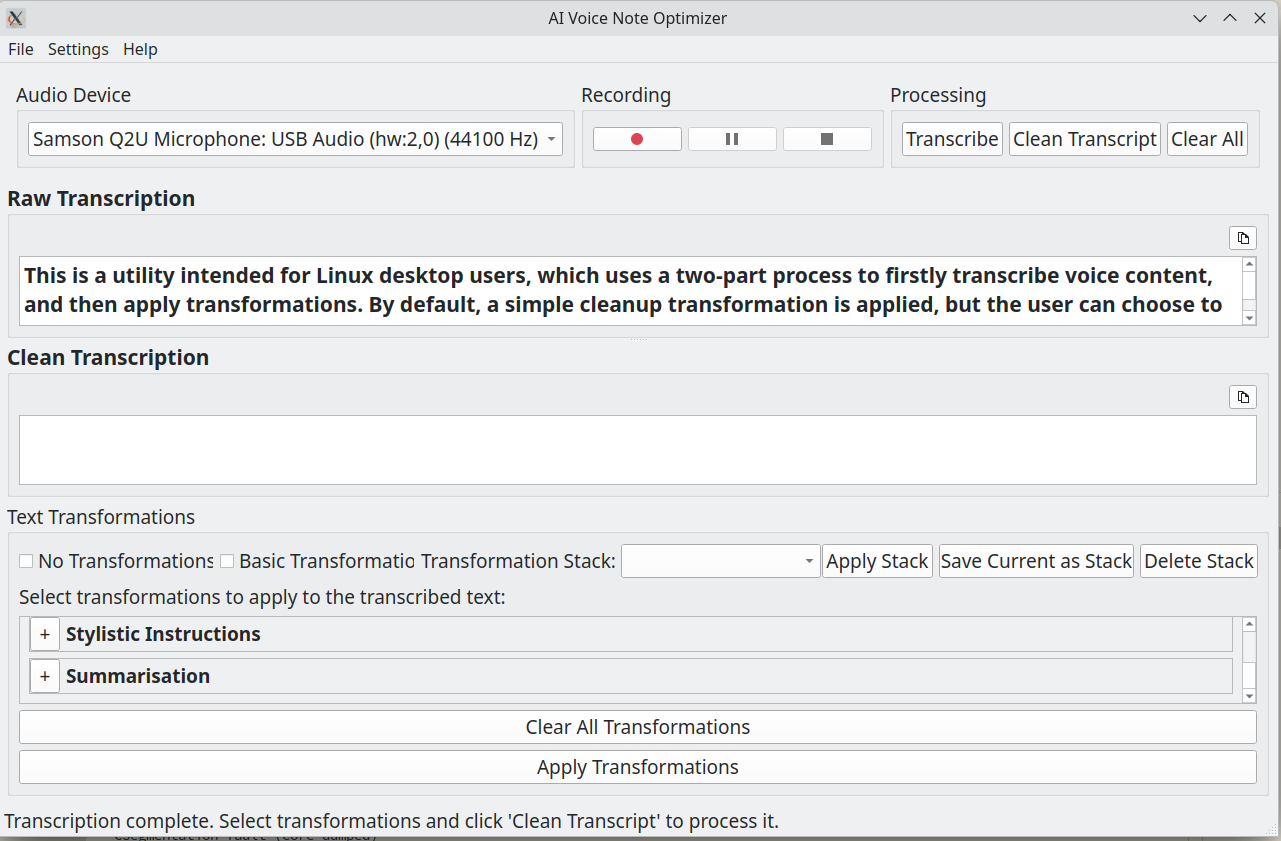 AI Voice Note Optimizer
File Settings Help
Audio Device
Recording
Processing
Samson Q2U Microphone: USB Audio (hw:2,0) (44100 Hz)
Transcribe
Clean Transcript
Clear All
Raw Transcription
This is a utility intended for Linux desktop users, which uses a two-part process to firstly transcribe voice content,
and then apply transformations. By default, a simple cleanup transformation is applied, but the user can choose to
Clean Transcription
Text Transformations
No Transformations
Basic Transformatio
Transformation Stack:
Apply Stack
Save Current as Stack
Delete Stack
Select transformations to apply to the transcribed text:
+ Stylistic Instructions
+ Summarisation
Clear All Transformations
Apply Transformations
Transcription complete. Select transformations and click 'Clean Transcript' to process it.